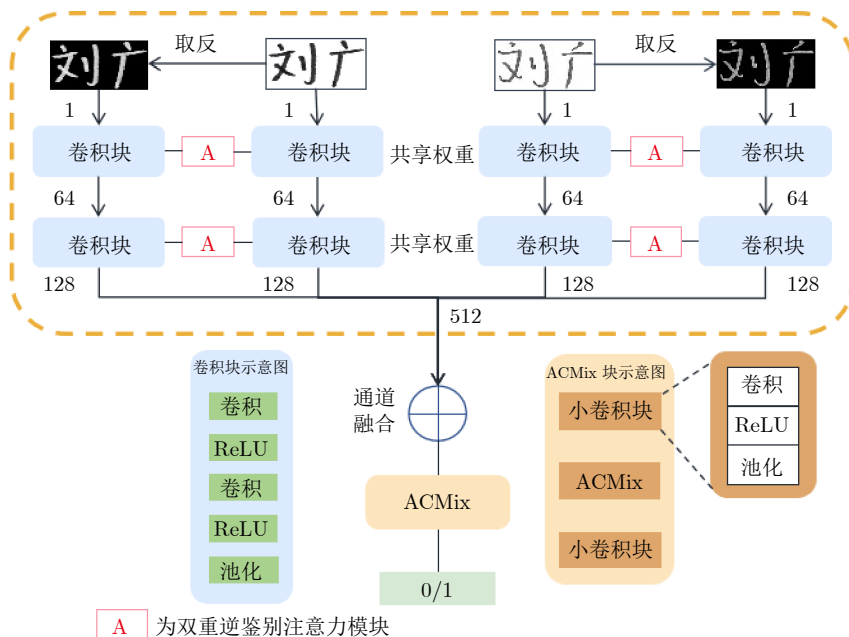 刘广 取反 刘广 刘广 取反 刘广
1 1 1 1
卷积块 A 卷积块 共享权重 卷积块 A 卷积块
64 64 64 64
卷积块 A 卷积块 共享权重 卷积块 A 卷积块
128 128 128 128
512
卷积块示意图
卷积
ReLU
卷积
ReLU
池化
通道
融合
ACMix
0/1
ACMix 块示意图
小卷积块
ACMix
小卷积块
卷积
ReLU
池化
A 为双重逆鉴别注意力模块